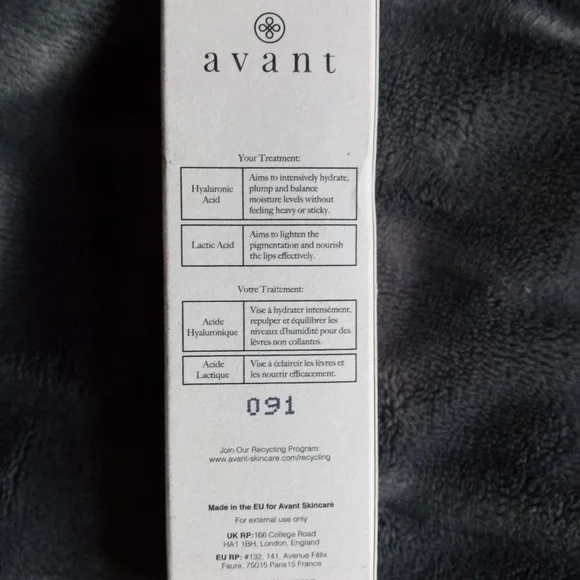 avant
Your Treatment:
Hyaluronic
Acid
Aims to intensively hydrate,
plump and balance
moisture levels without
feeling heavy or sticky.
Lactic Acid
Aims to lighten the
pigmentation and nourish
the lips effectively.
Votre Traitement:
Acide
Hyaluronique
Vise à hydrater intensément,
repulper et équilibrer les
niveaux d'humidité pour des
lèvres non collantes.
Acide
Lactique
Vise à éclaircir les lèvres et
les nourrir efficacement.
091
Join Our Recycling Program:
www.avant-skincare.com/recycling
Made in the EU for Avant Skincare
For external use only
UK RP:166 College Road
HA1 1BH, London, England
EU RP: #132, 141, Avenue Félix
Faure, 75015 Paris15 France